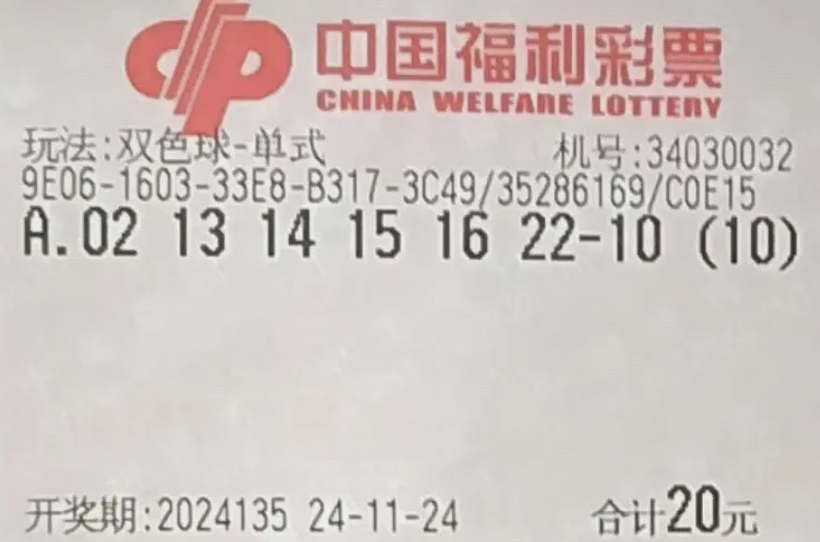 中国福利彩票
CHINA WELFARE LOTTERY
玩法:双色球-单式 机号:34030032
9E06-1603-33E8-B317-3C49/35286169/C0E15
A.02 13 14 15 16 22-10 (10)
开奖期:2024135 24-11-24 合计20元